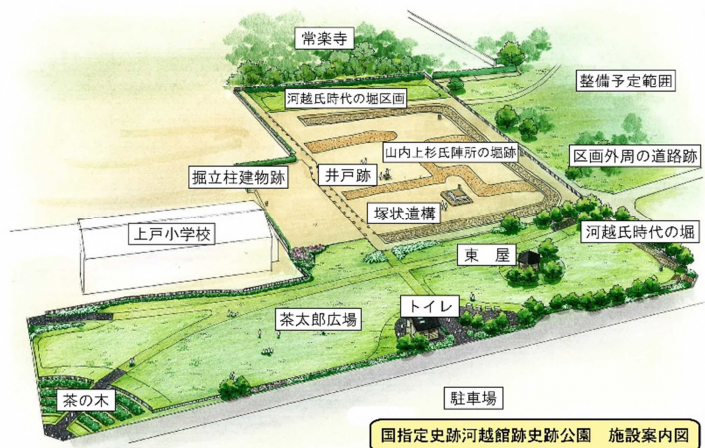 常楽寺
整備予定範囲
河越氏時代の堀区画
山内上杉氏陣所の堀跡
区画外周の道路跡
掘立柱建物跡
井戸跡
塚状遺構
上戸小学校
河越氏時代の堀
東 屋
トイレ
茶太郎広場
茶の木
駐車場
国指定史跡河越館跡史跡公園 施設案内図